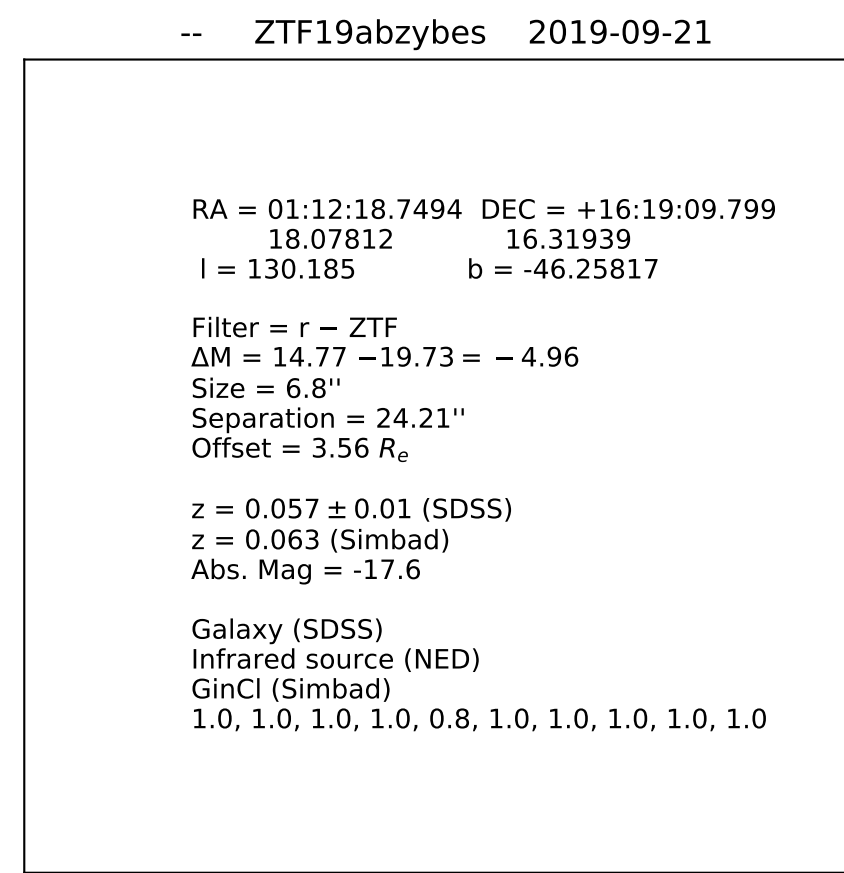 -- ZTF19abzybes 2019-09-21
RA = 01:12:18.7494 DEC = +16:19:09.799
18.07812 16.31939
l = 130.185 b = -46.25817
Filter = r − ZTF
ΔM = 14.77 −19.73 = − 4.96
Size = 6.8''
Separation = 24.21''
Offset = 3.56 Re
z = 0.057 ± 0.01 (SDSS)
z = 0.063 (Simbad)
Abs. Mag = -17.6
Galaxy (SDSS)
Infrared source (NED)
GinCl (Simbad)
1.0, 1.0, 1.0, 1.0, 0.8, 1.0, 1.0, 1.0, 1.0, 1.0